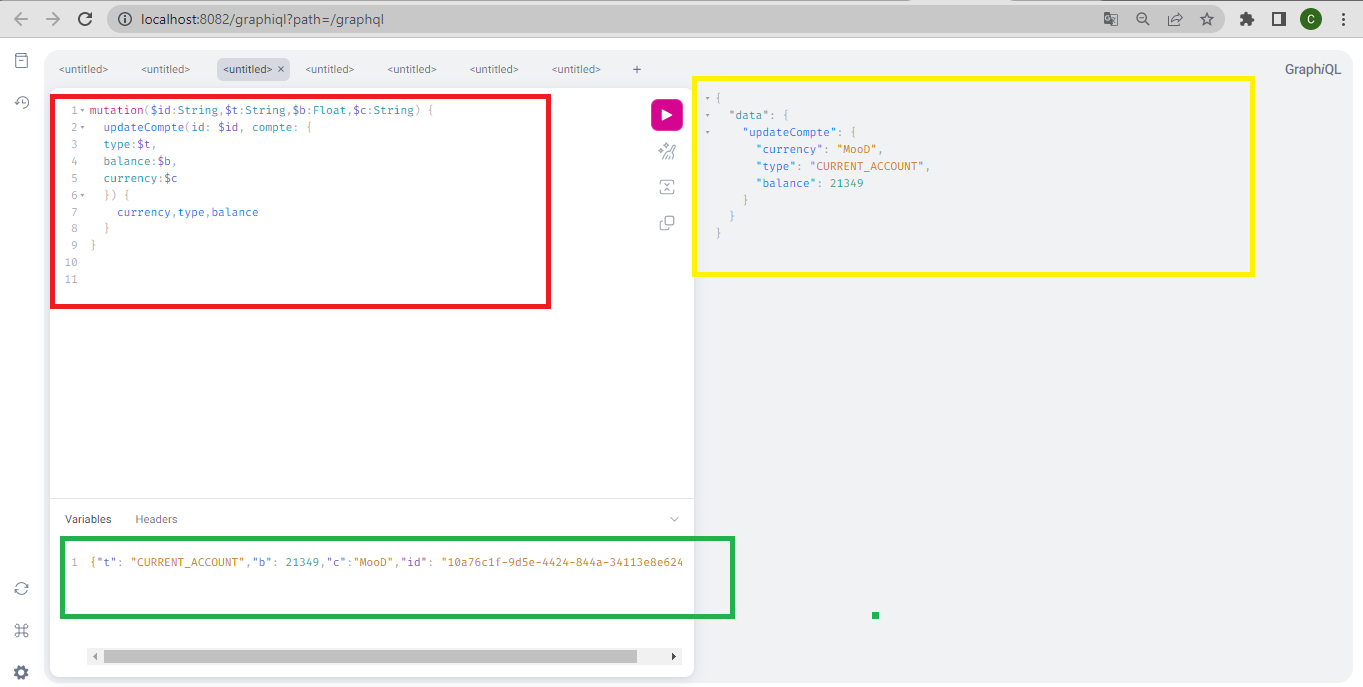 localhost:8082/graphiql?path=/graphql
C
<untitled> <untitled> <untitled> × <untitled> <untitled> <untitled> <untitled> +
GraphiQL
1 mutation($id:String,$t:String,$b:Float,$c:String) {
2 updateCompte(id: $id, compte: {
3 type:$t,
4 balance:$b,
5 currency:$c
6 }) {
7 currency,type,balance
8 }
9 }
10
11
{
"data": {
"updateCompte": {
"currency": "MooD",
"type": "CURRENT_ACCOUNT",
"balance": 21349
}
}
}
Variables Headers
1 {"t": "CURRENT_ACCOUNT","b": 21349,"c":"MooD","id": "10a76c1f-9d5e-4424-844a-34113e8e624